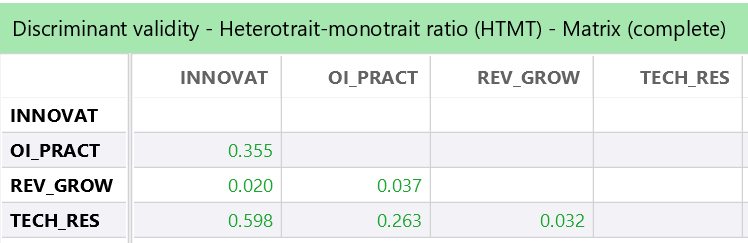 Discriminant validity - Heterotrait-monotrait ratio (HTMT) - Matrix (complete)
INNOVAT OI_PRACT REV_GROW TECH_RES
INNOVAT
OI_PRACT 0.355
REV_GROW 0.020 0.037
TECH_RES 0.598 0.263 0.032